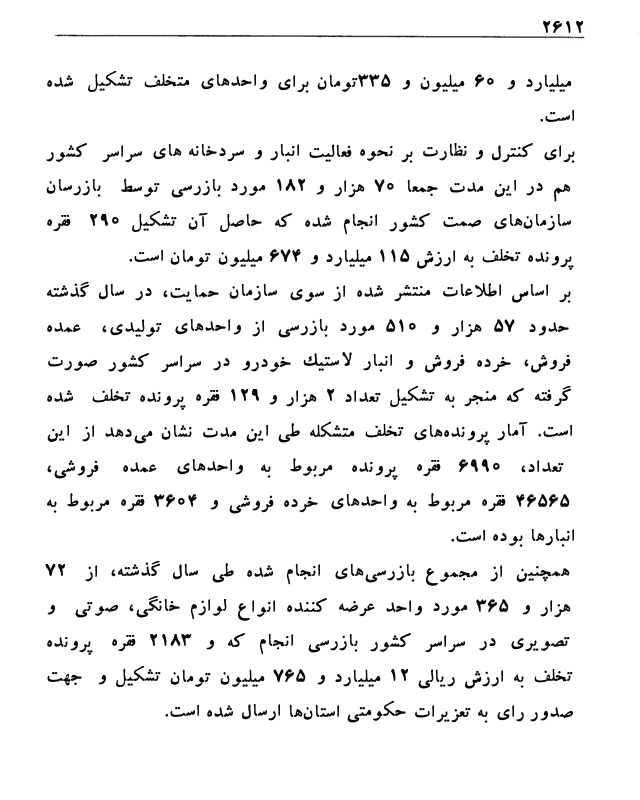 ۲۶۱۲
میلیارد و ۶۰ میلیون و ۳۳۵تومان برای واحدهای متخلف تشکیل شده
است.
برای کنترل و نظارت بر نحوه فعالیت انبار و سردخانه های سراسر کشور
هم در این مدت جمعا ۷۰ هزار و ۱۸۲ مورد بازرسی توسط بازرسان
سازمان‌های صمت کشور انجام شده که حاصل آن تشکیل ۲۹۰ فقره
پرونده تخلف به ارزش ۱۱۵ میلیارد و ۶۷۴ میلیون تومان است.
بر اساس اطلاعات منتشر شده از سوی سازمان حمایت، در سال گذشته
حدود ۵۷ هزار و ۵۱۰ مورد بازرسی از واحدهای تولیدی، عمده
فروش، خرده فروش و انبار لاستیك خودرو در سراسر کشور صورت
گرفته که منجر به تشکیل تعداد ۲ هزار و ۱۲۹ فقره پرونده تخلف شده
است. آمار پرونده‌های تخلف متشکله طی این مدت نشان می‌دهد از این
تعداد، ۶۹۹۰ فقره پرونده مربوط به واحدهای عمده فروشی،
۴۶۵۶۵ فقره مربوط به واحدهای خرده فروشی و ۳۶۰۴ فقره مربوط به
انبارها بوده است.
همچنین از مجموع بازرسی‌های انجام شده طی سال گذشته، از ۷۲
هزار و ۳۶۵ مورد واحد عرضه کننده انواع لوازم خانگی، صوتی و
تصویری در سراسر کشور بازرسی انجام که و ۲۱۸۳ فقره پرونده
تخلف به ارزش ریالی ۱۲ میلیارد و ۷۶۵ میلیون تومان تشکیل و جهت
صدور رای به تعزیرات حکومتی استان‌ها ارسال شده است.